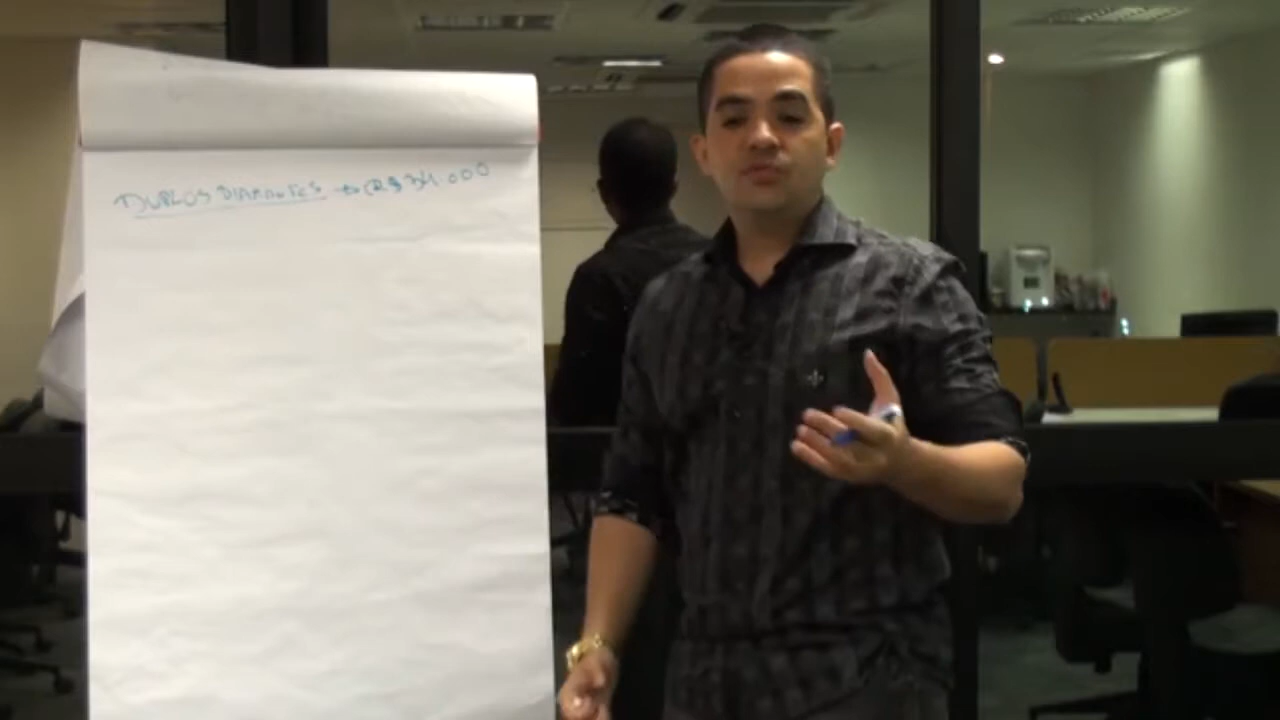 DUPLOS DIAMANTES → R$ 34.000